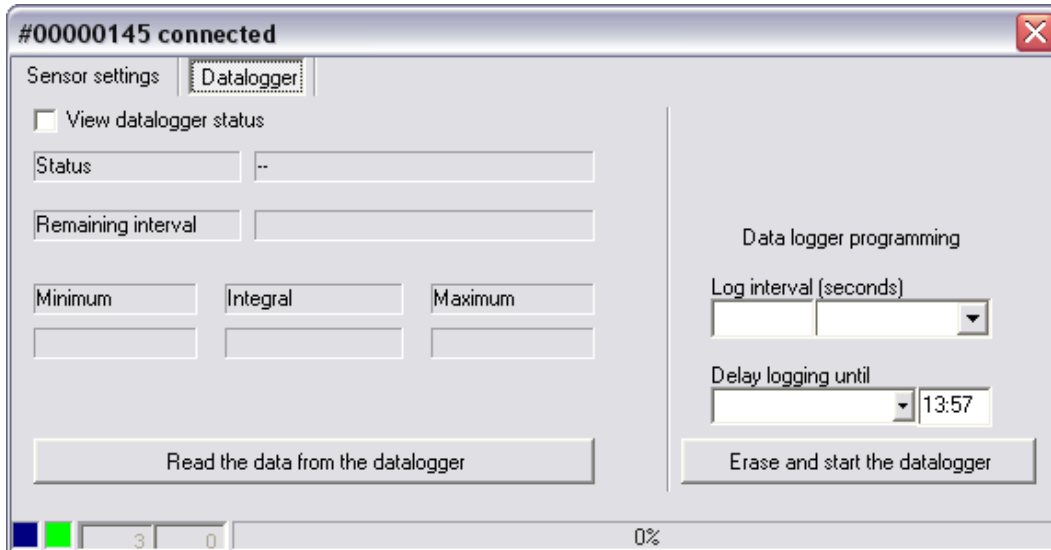 #00000145 connected
Sensor settings Datalogger
View datalogger status
Status --
Remaining interval
Minimum Integral Maximum
Read the data from the datalogger
Data logger programming
Log interval (seconds)
Delay logging until
13:57
Erase and start the datalogger
3 0 0%